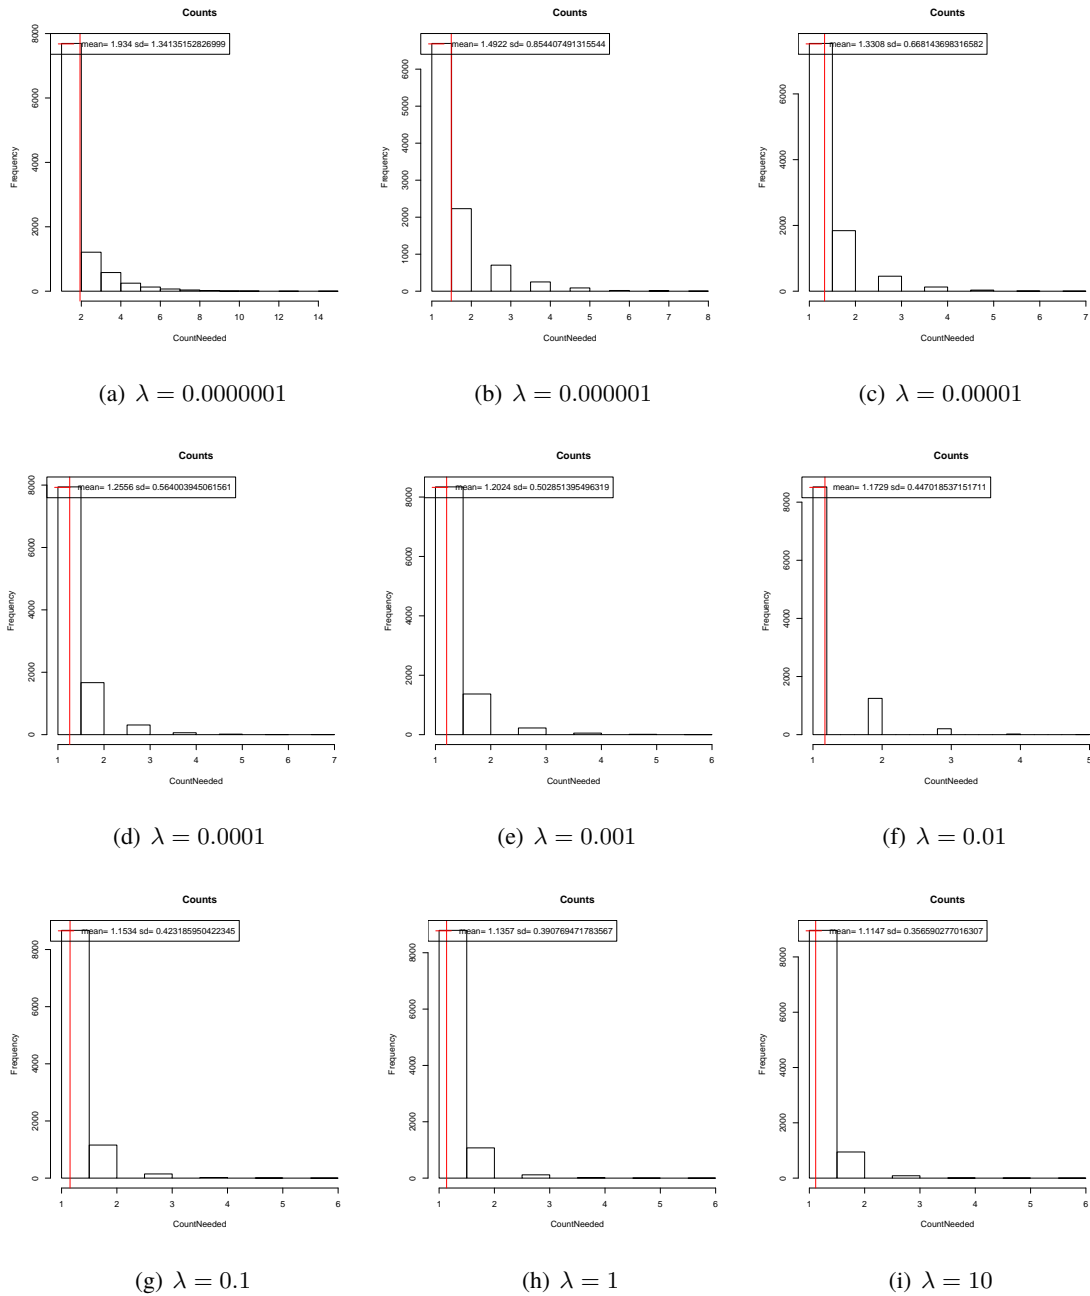 Counts
mean= 1.934 sd= 1.34135152826999
Frequency
0 2000 4000 6000 8000
2 4 6 8 10 12 14
CountNeeded
(a) λ = 0.0000001
Counts
mean= 1.4922 sd= 0.854407491315544
Frequency
0 1000 2000 3000 4000 5000 6000
1 2 3 4 5 6 7 8
CountNeeded
(b) λ = 0.000001
Counts
mean= 1.3308 sd= 0.668143698316582
Frequency
0 2000 4000 6000
1 2 3 4 5 6 7
CountNeeded
(c) λ = 0.00001
Counts
mean= 1.2556 sd= 0.564003945061561
Frequency
0 2000 4000 6000 8000
1 2 3 4 5 6 7
CountNeeded
(d) λ = 0.0001
Counts
mean= 1.2024 sd= 0.502851395496319
Frequency
0 2000 4000 6000 8000
1 2 3 4 5 6
CountNeeded
(e) λ = 0.001
Counts
mean= 1.1729 sd= 0.447018537151711
Frequency
0 2000 4000 6000 8000
1 2 3 4 5
CountNeeded
(f) λ = 0.01
Counts
mean= 1.1534 sd= 0.423185950422345
Frequency
0 2000 4000 6000 8000
1 2 3 4 5 6
CountNeeded
(g) λ = 0.1
Counts
mean= 1.1357 sd= 0.390769471783567
Frequency
0 2000 4000 6000 8000
1 2 3 4 5 6
CountNeeded
(h) λ = 1
Counts
mean= 1.1147 sd= 0.356590277016307
Frequency
0 2000 4000 6000 8000
1 2 3 4 5 6
CountNeeded
(i) λ = 10